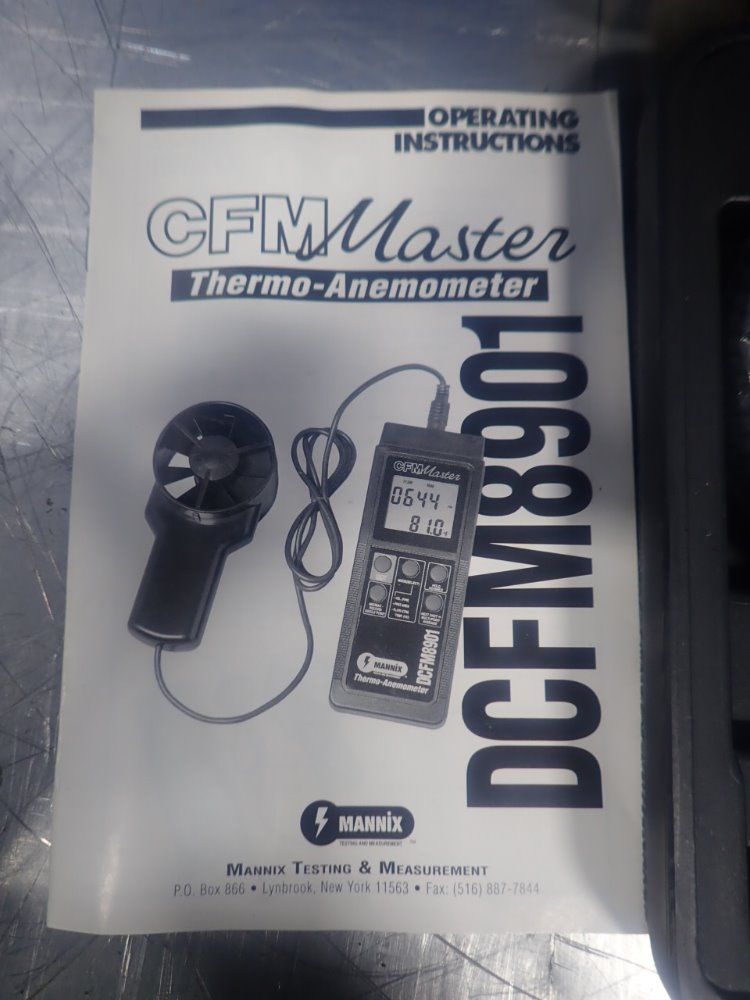 OPERATING
INSTRUCTIONS
CFM Master
Thermo-Anemometer
DCFM8901
CFM Master
0644
81.0
MANNIX
Thermo-Anemometer
DCFM8901
MANNIX
TESTING AND MEASUREMENT
TM
MANNIX TESTING & MEASUREMENT
P.O. Box 866 • Lynbrook, New York 11563 • Fax: (516) 887-7844